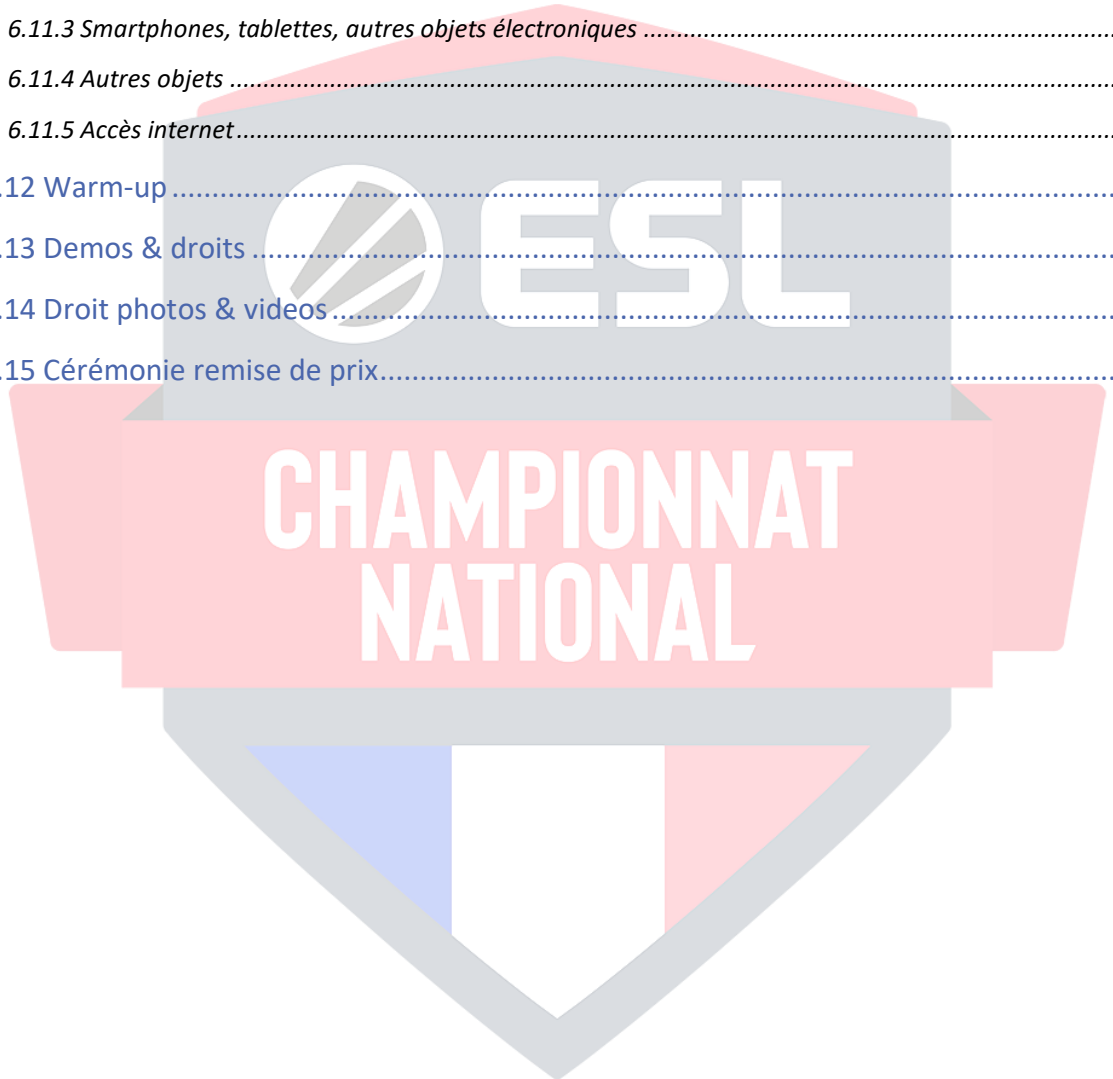 6.11.3 Smartphones, tablettes, autres objets électroniques ....................
6.11.4 Autres objets ....................
6.11.5 Accès internet ....................
.12 Warm-up ....................
.13 Demos & droits ....................
.14 Droit photos & videos ....................
.15 Cérémonie remise de prix ....................
ESL
CHAMPIONNAT
NATIONAL